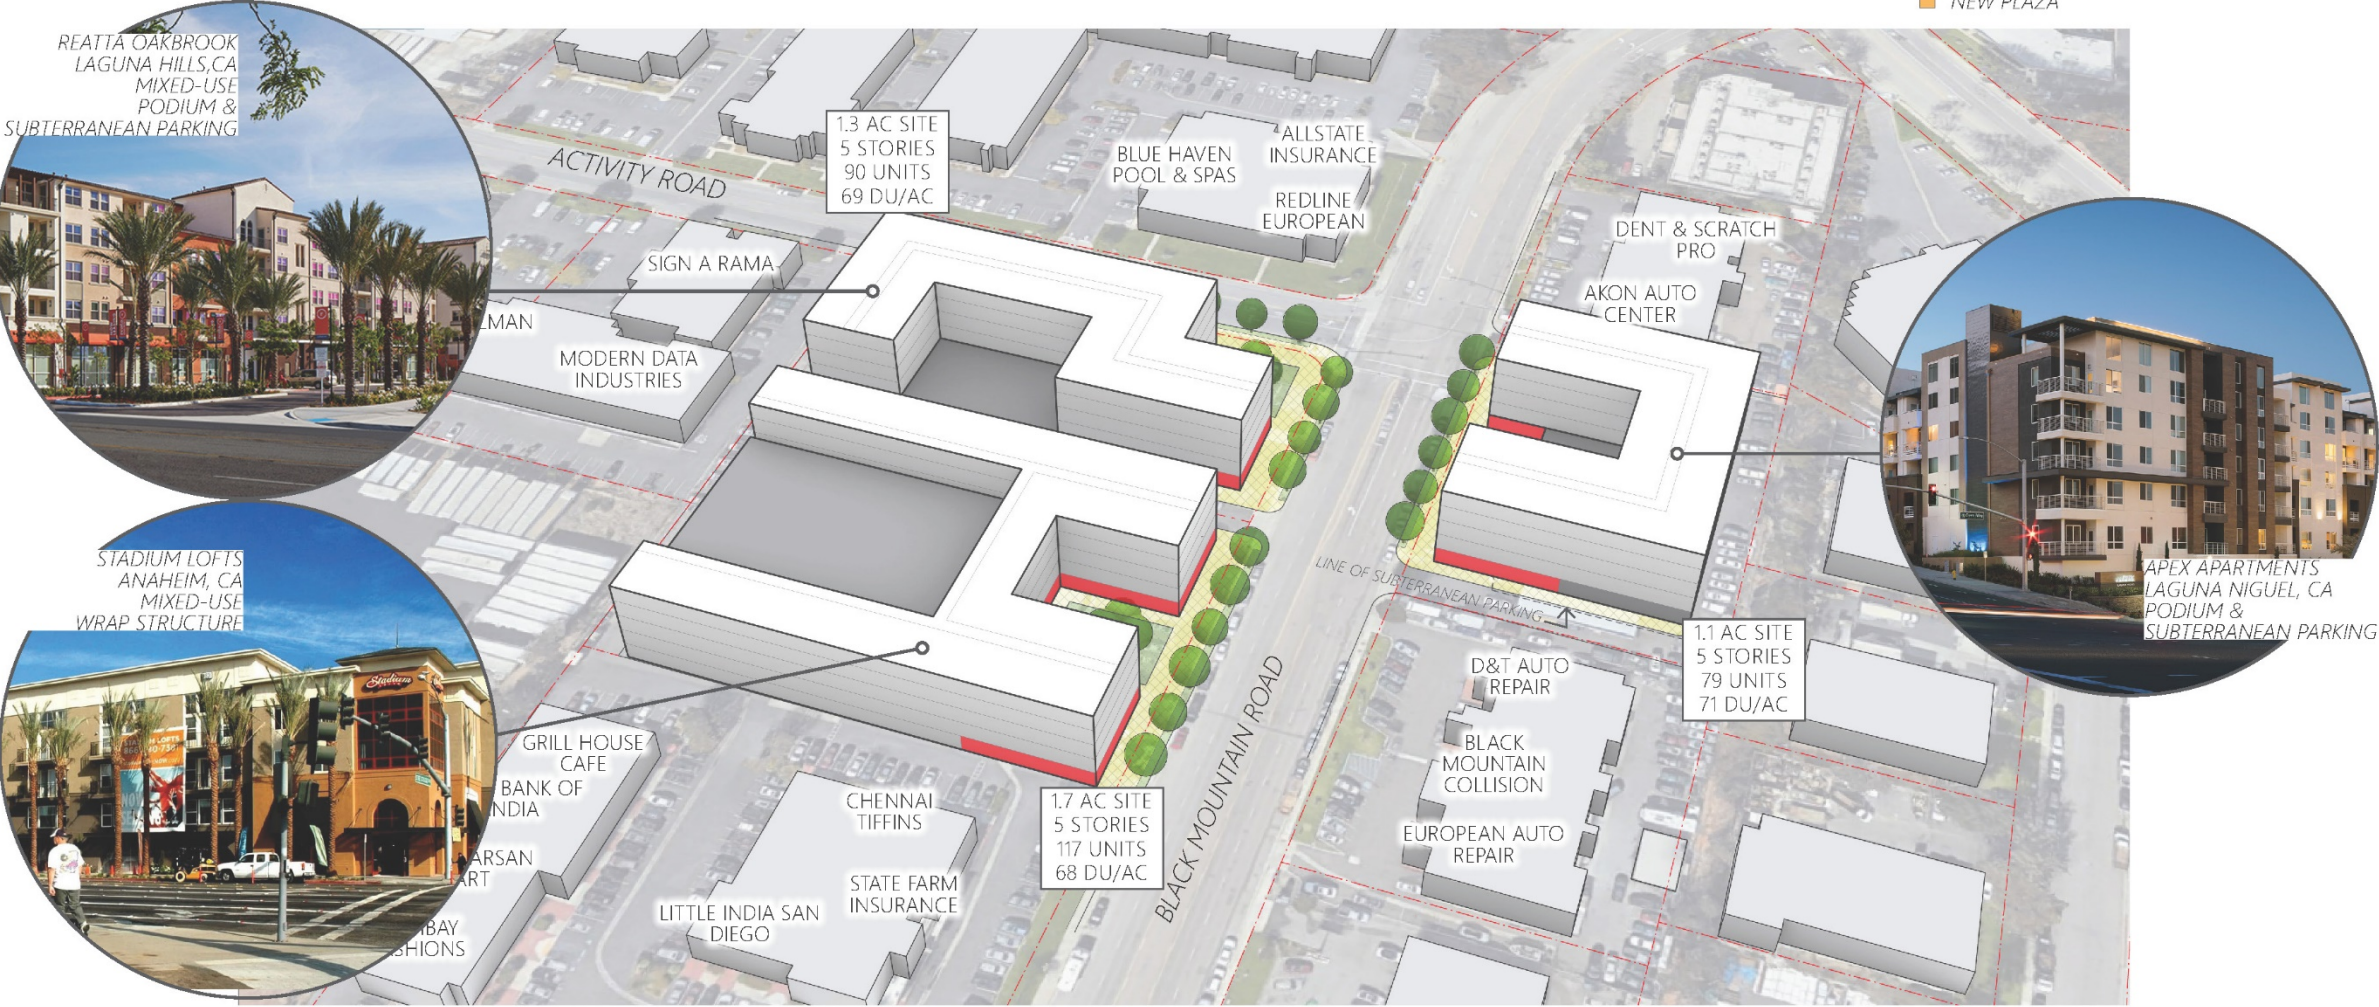 NEW PLAZA
REATTA OAKBROOK
LAGUNA HILLS,CA
MIXED-USE
PODIUM &
SUBTERRANEAN PARKING
1.3 AC SITE
5 STORIES
90 UNITS
69 DU/AC
ACTIVITY ROAD
BLUE HAVEN
POOL & SPAS
ALLSTATE
INSURANCE
REDLINE
EUROPEAN
DENT & SCRATCH
PRO
AKON AUTO
CENTER
SIGN A RAMA
LMAN
MODERN DATA
INDUSTRIES
STADIUM LOFTS
ANAHEIM, CA
MIXED-USE
WRAP STRUCTURE
Stadium
LINE OF SUBTERRANEAN PARKING
APEX APARTMENTS
LAGUNA NIGUEL, CA
PODIUM &
SUBTERRANEAN PARKING
1.1 AC SITE
5 STORIES
79 UNITS
71 DU/AC
D&T AUTO
REPAIR
BLACK
MOUNTAIN
COLLISION
EUROPEAN AUTO
REPAIR
BLACK MOUNTAIN ROAD
1.7 AC SITE
5 STORIES
117 UNITS
68 DU/AC
GRILL HOUSE
CAFE
BANK OF
INDIA
ARSAN
ART
BAY
SHIONS
CHENNAI
TIFFINS
STATE FARM
INSURANCE
LITTLE INDIA SAN
DIEGO